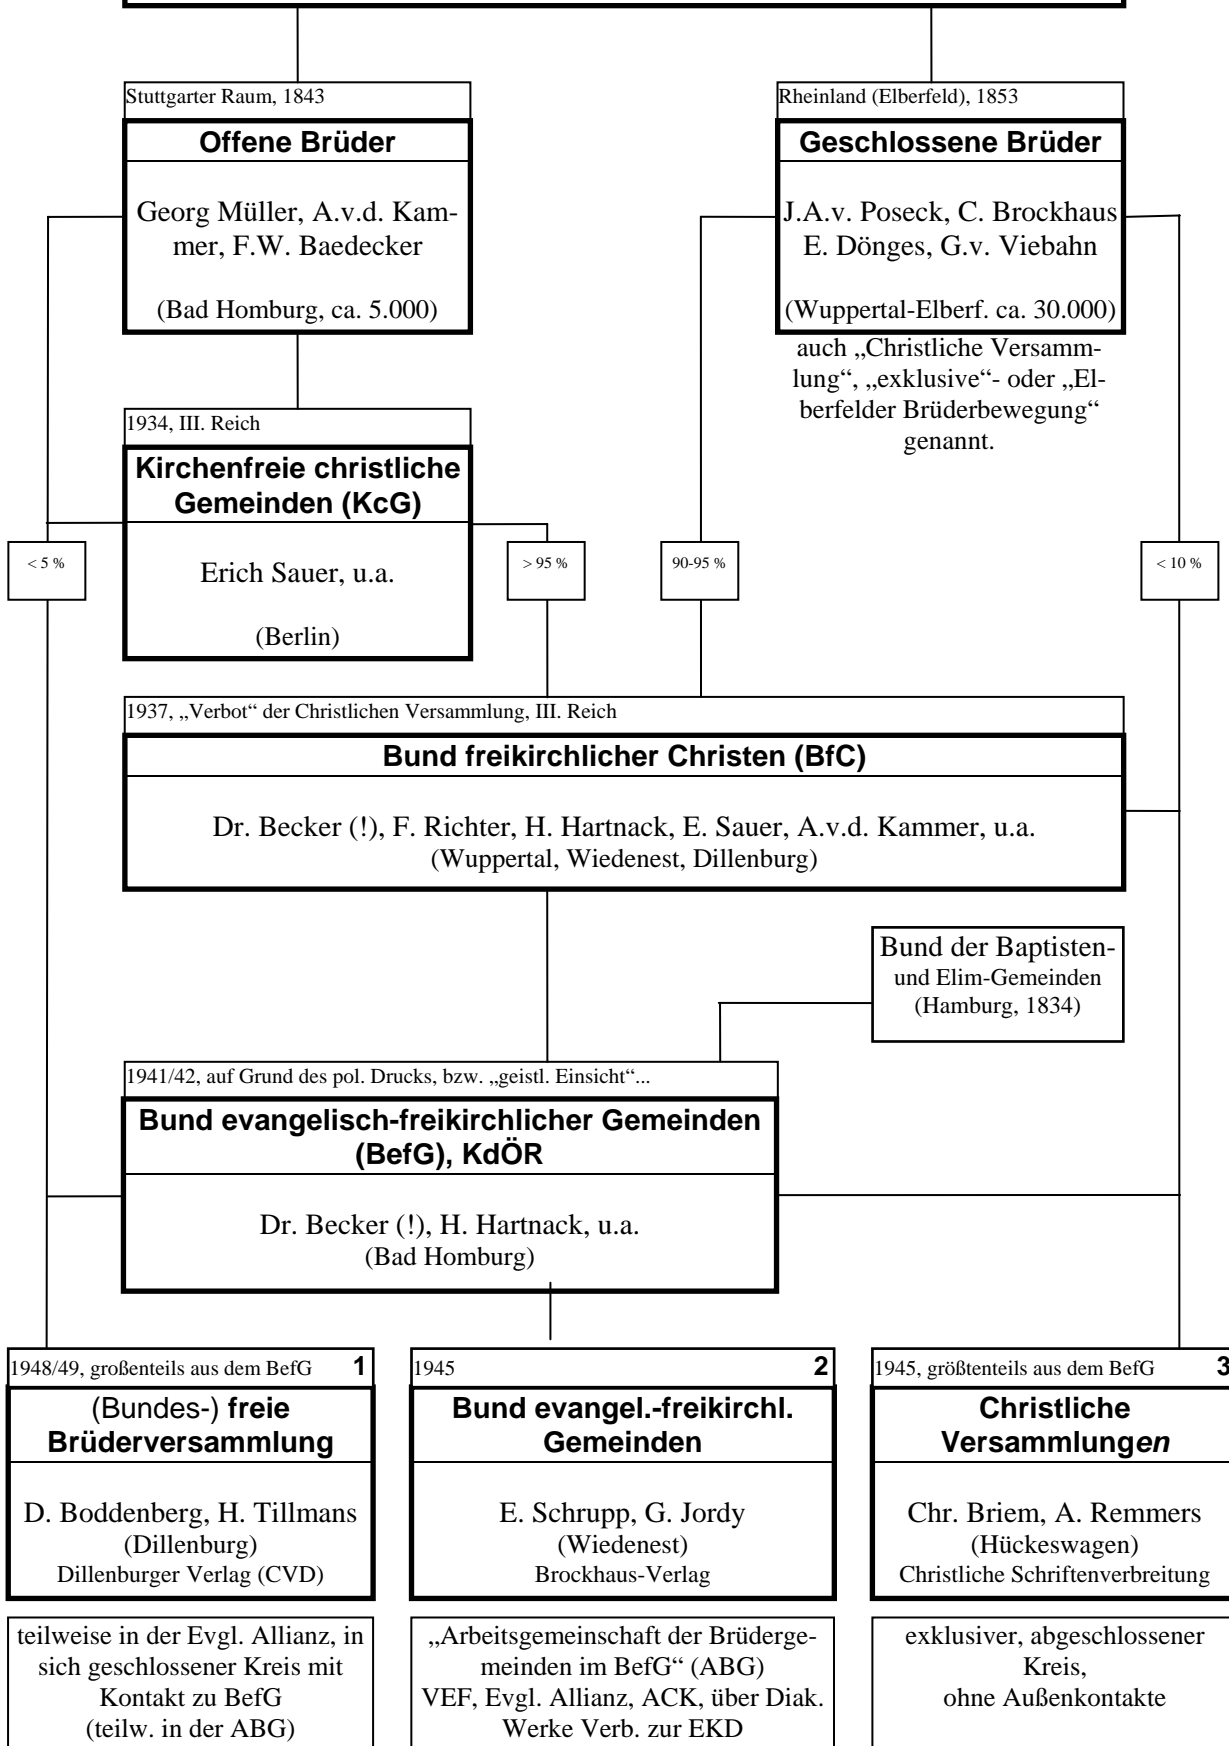 Stuttgarter Raum, 1843
Offene Brüder
Georg Müller, A.v.d. Kam-
mer, F.W. Baedecker
(Bad Homburg, ca. 5.000)
Rheinland (Elberfeld), 1853
Geschlossene Brüder
J.A.v. Poseck, C. Brockhaus
E. Dönges, G.v. Viebahn
(Wuppertal-Elberf. ca. 30.000)
auch „Christliche Versamm-
lung“, „exklusive“- oder „El-
berfelder Brüderbewegung“
genannt.
1934, III. Reich
Kirchenfreie christliche
Gemeinden (KcG)
Erich Sauer, u.a.
(Berlin)
< 5 %
> 95 %
90-95 %
< 10 %
1937, „Verbot“ der Christlichen Versammlung, III. Reich
Bund freikirchlicher Christen (BfC)
Dr. Becker (!), F. Richter, H. Hartnack, E. Sauer, A.v.d. Kammer, u.a.
(Wuppertal, Wiedenest, Dillenburg)
Bund der Baptisten-
und Elim-Gemeinden
(Hamburg, 1834)
1941/42, auf Grund des pol. Drucks, bzw. „geistl. Einsicht“...
Bund evangelisch-freikirchlicher Gemeinden
(BefG), KdÖR
Dr. Becker (!), H. Hartnack, u.a.
(Bad Homburg)
1948/49, großenteils aus dem BefG 1
(Bundes-) freie
Brüderversammlung
D. Boddenberg, H. Tillmans
(Dillenburg)
Dillenburger Verlag (CVD)
teilweise in der Evgl. Allianz, in
sich geschlossener Kreis mit
Kontakt zu BefG
(teilw. in der ABG)
1945 2
Bund evangel.-freikirchl.
Gemeinden
E. Schrupp, G. Jordy
(Wiedenest)
Brockhaus-Verlag
„Arbeitsgemeinschaft der Brüderge-
meinden im BefG“ (ABG)
VEF, Evgl. Allianz, ACK, über Diak.
Werke Verb. zur EKD
1945, größtenteils aus dem BefG 3
Christliche
Versammlungen
Chr. Briem, A. Remmers
(Hückeswagen)
Christliche Schriftenverbreitung
exklusiver, abgeschlossener
Kreis,
ohne Außenkontakte